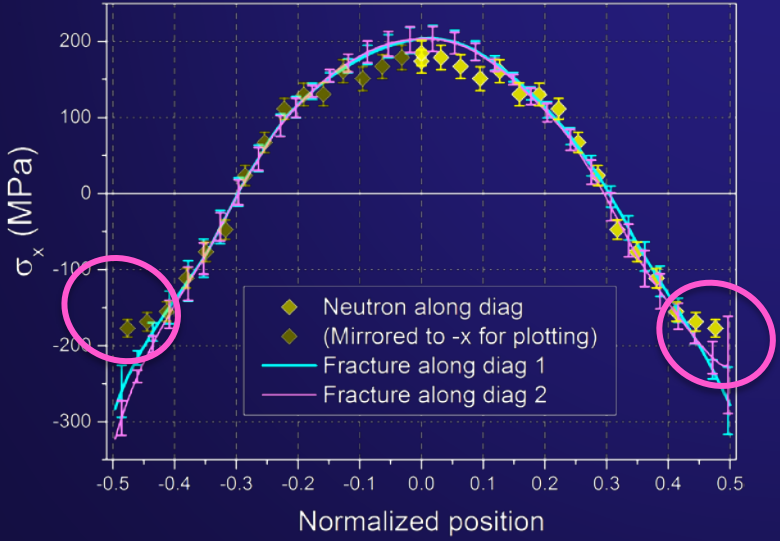 σx (MPa)
200
100
0
-100
-200
-300
Neutron along diag
(Mirrored to -x for plotting)
Fracture along diag 1
Fracture along diag 2
-0.5 -0.4 -0.3 -0.2 -0.1 0.0 0.1 0.2 0.3 0.4 0.5
Normalized position